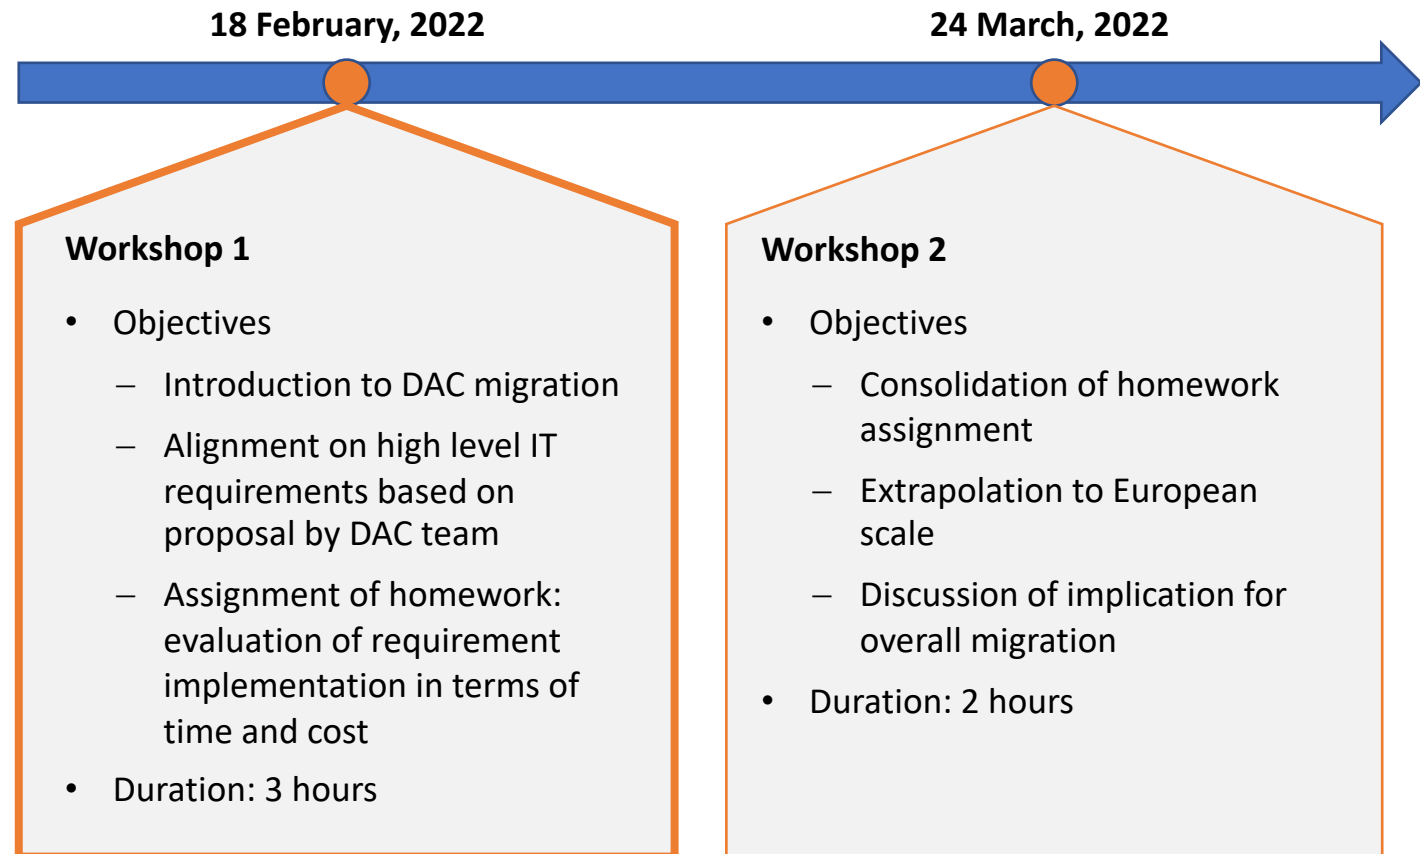 18 February, 2022
24 March, 2022
Workshop 1
• Objectives
– Introduction to DAC migration
– Alignment on high level IT
requirements based on
proposal by DAC team
– Assignment of homework:
evaluation of requirement
implementation in terms of
time and cost
• Duration: 3 hours
Workshop 2
• Objectives
– Consolidation of homework
assignment
– Extrapolation to European
scale
– Discussion of implication for
overall migration
• Duration: 2 hours